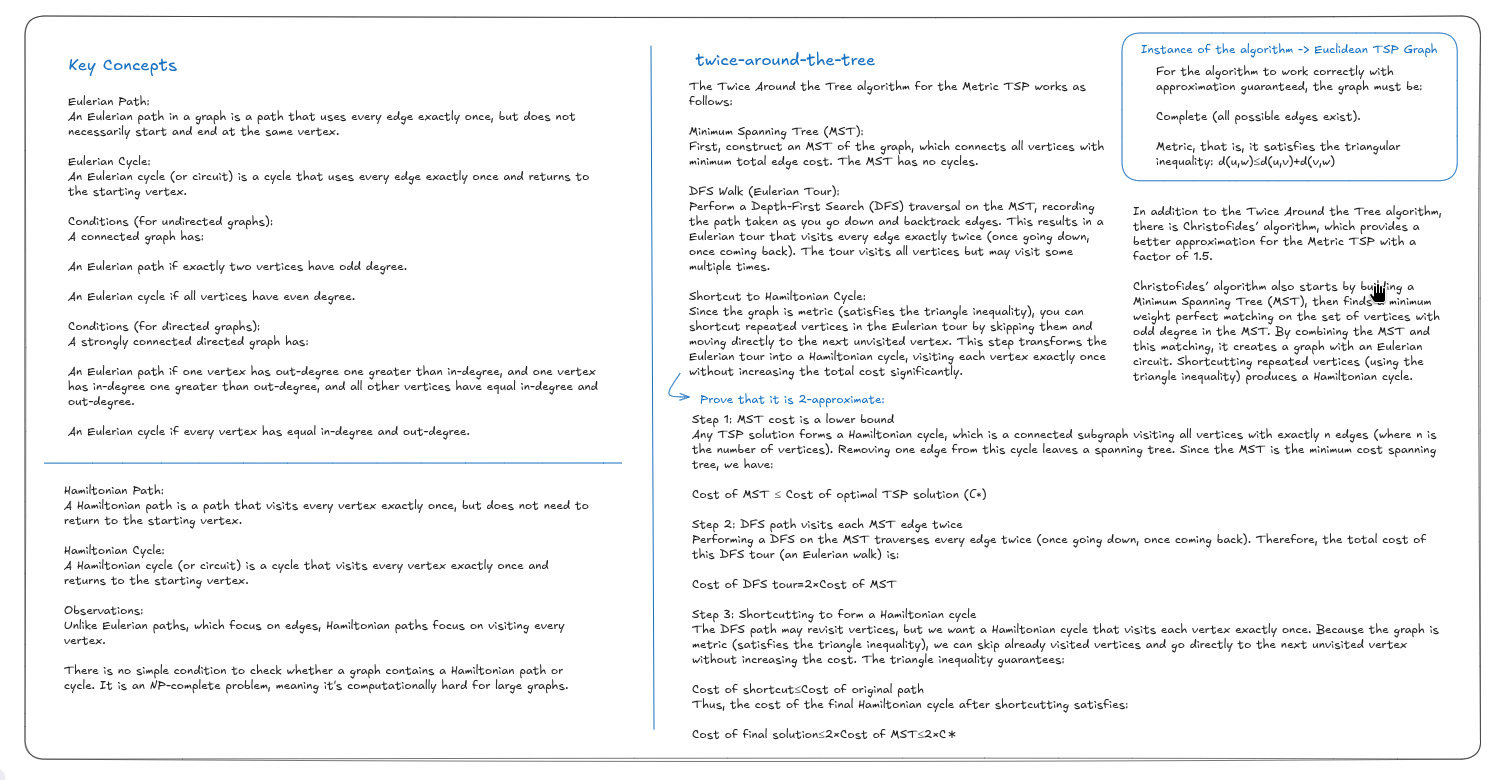 Key Concepts
Eulerian Path:
An Eulerian path in a graph is a path that uses every edge exactly once, but does not
necessarily start and end at the same vertex.
Eulerian Cycle:
An Eulerian cycle (or circuit) is a cycle that uses every edge exactly once and returns to
the starting vertex.
Conditions (for undirected graphs):
A connected graph has:
An Eulerian path if exactly two vertices have odd degree.
An Eulerian cycle if all vertices have even degree.
Conditions (for directed graphs):
A strongly connected directed graph has:
An Eulerian path if one vertex has out-degree one greater than in-degree, and one vertex
has in-degree one greater than out-degree, and all other vertices have equal in-degree and
out-degree.
An Eulerian cycle if every vertex has equal in-degree and out-degree.
Hamiltonian Path:
A Hamiltonian path is a path that visits every vertex exactly once, but does not need to
return to the starting vertex.
Hamiltonian Cycle:
A Hamiltonian cycle (or circuit) is a cycle that visits every vertex exactly once and
returns to the starting vertex.
Observations:
Unlike Eulerian paths, which focus on edges, Hamiltonian paths focus on visiting every
vertex.
There is no simple condition to check whether a graph contains a Hamiltonian path or
cycle. It is an NP-complete problem, meaning it's computationally hard for large graphs.
twice-around-the-tree
The Twice Around the Tree algorithm for the Metric TSP works as
follows:
Minimum Spanning Tree (MST):
First, construct an MST of the graph, which connects all vertices with
minimum total edge cost. The MST has no cycles.
DFS Walk (Eulerian Tour):
Perform a Depth-First Search (DFS) traversal on the MST, recording
the path taken as you go down and backtrack edges. This results in a
Eulerian tour that visits every edge exactly twice (once going down,
once coming back). The tour visits all vertices but may visit some
multiple times.
Shortcut to Hamiltonian Cycle:
Since the graph is metric (satisfies the triangle inequality), you can
shortcut repeated vertices in the Eulerian tour by skipping them and
moving directly to the next unvisited vertex. This step transforms the
Eulerian tour into a Hamiltonian cycle, visiting each vertex exactly once
without increasing the total cost significantly.
Instance of the algorithm -> Euclidean TSP Graph
For the algorithm to work correctly with
approximation guaranteed, the graph must be:
Complete (all possible edges exist).
Metric, that is, it satisfies the triangular
inequality: d(u,w)≤d(u,v)+d(v,w)
In addition to the Twice Around the Tree algorithm,
there is Christofides' algorithm, which provides a
better approximation for the Metric TSP with a
factor of 1.5.
Christofides' algorithm also starts by building a
Minimum Spanning Tree (MST), then finds a minimum
weight perfect matching on the set of vertices with
odd degree in the MST. By combining the MST and
this matching, it creates a graph with an Eulerian
circuit. Shortcutting repeated vertices (using the
triangle inequality) produces a Hamiltonian cycle.
Prove that it is 2-approximate:
Step 1: MST cost is a lower bound
Any TSP solution forms a Hamiltonian cycle, which is a connected subgraph visiting all vertices with exactly n edges (where n is
the number of vertices). Removing one edge from this cycle leaves a spanning tree. Since the MST is the minimum cost spanning
tree, we have:
Cost of MST ≤ Cost of optimal TSP solution (C∗)
Step 2: DFS path visits each MST edge twice
Performing a DFS on the MST traverses every edge twice (once going down, once coming back). Therefore, the total cost of
this DFS tour (an Eulerian walk) is:
Cost of DFS tour=2×Cost of MST
Step 3: Shortcutting to form a Hamiltonian cycle
The DFS path may revisit vertices, but we want a Hamiltonian cycle that visits each vertex exactly once. Because the graph is
metric (satisfies the triangle inequality), we can skip already visited vertices and go directly to the next unvisited vertex
without increasing the cost. The triangle inequality guarantees:
Cost of shortcut≤Cost of original path
Thus, the cost of the final Hamiltonian cycle after shortcutting satisfies:
Cost of final solution≤2×Cost of MST≤2×C∗